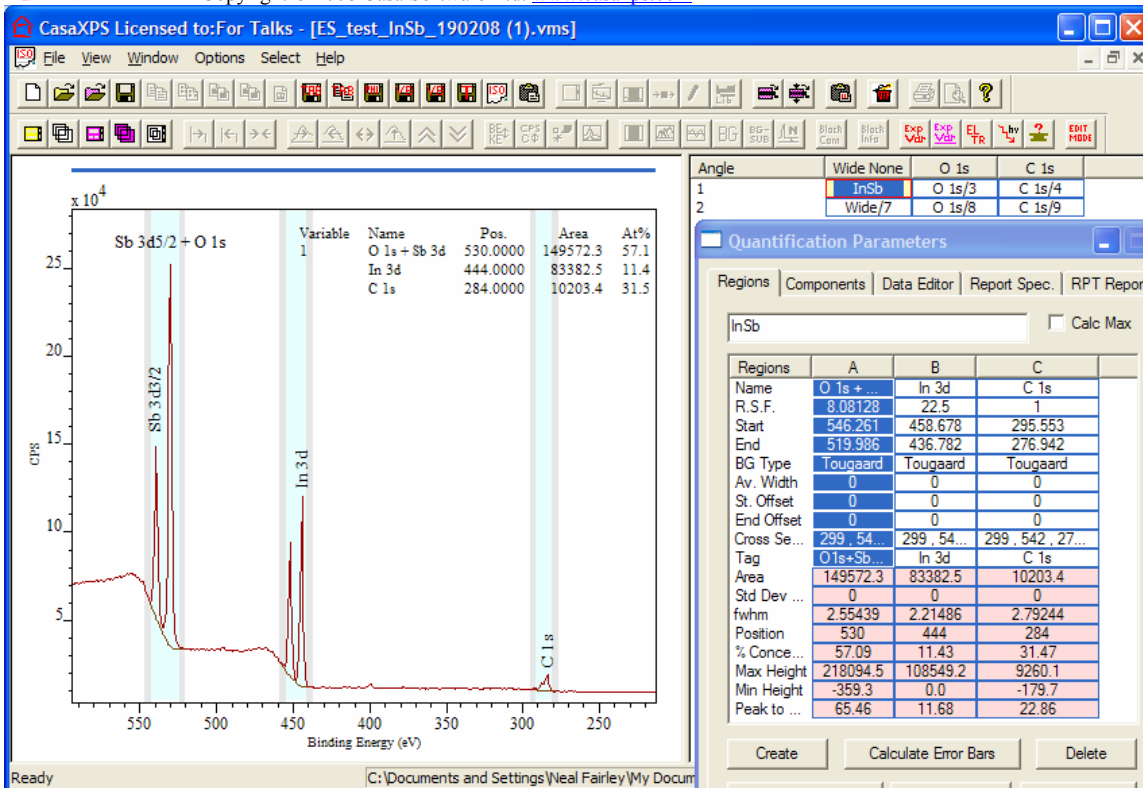 CasaXPS Licensed to:For Talks - [ES_test_InSb_190208 (1).vms]
File View Window Options Select Help
BG
EDIT MODE
x 10⁴
Sb 3d5/2 + O 1s
Variable Name Pos. Area At%
1 O 1s + Sb 3d 530.0000 149572.3 57.1
In 3d 444.0000 83382.5 11.4
C 1s 284.0000 10203.4 31.5
25
20
15
10
5
CPS
Sb 3d3/2
In 3d
C 1s
550 500 450 400 350 300 250
Binding Energy (eV)
Angle Wide None O 1s C 1s
1 InSb O 1s/3 C 1s/4
2 Wide/7 O 1s/8 C 1s/9
Quantification Parameters
Regions Components Data Editor Report Spec. RPT Repor
InSb Calc Max
Regions A B C
Name O 1s + ... In 3d C 1s
R.S.F. 8.08128 22.5 1
Start 546.261 458.678 295.553
End 519.986 436.782 276.942
BG Type Tougaard Tougaard Tougaard
Av. Width 0 0 0
St. Offset 0 0 0
End Offset 0 0 0
Cross Se... 299 , 54... 299 , 54... 299 , 542 , 27...
Tag O1s+Sb... In 3d C 1s
Area 149572.3 83382.5 10203.4
Std Dev ... 0 0 0
fwhm 2.55439 2.21486 2.79244
Position 530 444 284
% Conce... 57.09 11.43 31.47
Max Height 218094.5 108549.2 9260.1
Min Height -359.3 0.0 -179.7
Peak to ... 65.46 11.68 22.86
Create Calculate Error Bars Delete
Ready C:\Documents and Settings\Neal Fairley\My Docum